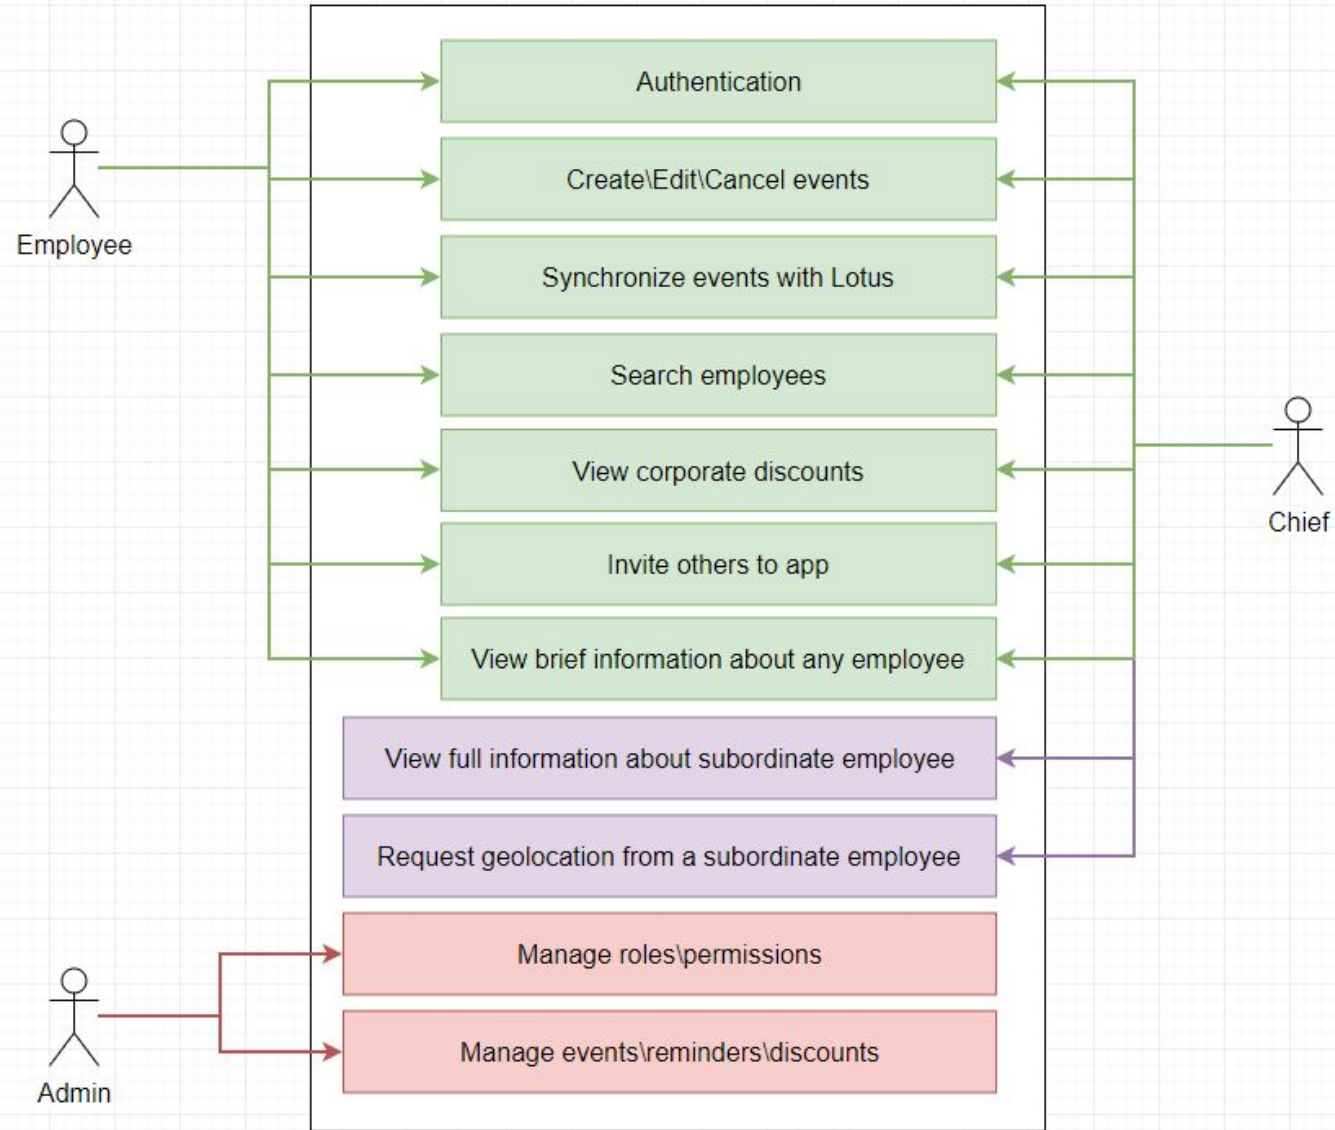 Authentication
Create\Edit\Cancel events
Employee
Synchronize events with Lotus
Search employees
View corporate discounts
Chief
Invite others to app
View brief information about any employee
View full information about subordinate employee
Request geolocation from a subordinate employee
Manage roles\permissions
Manage events\reminders\discounts
Admin